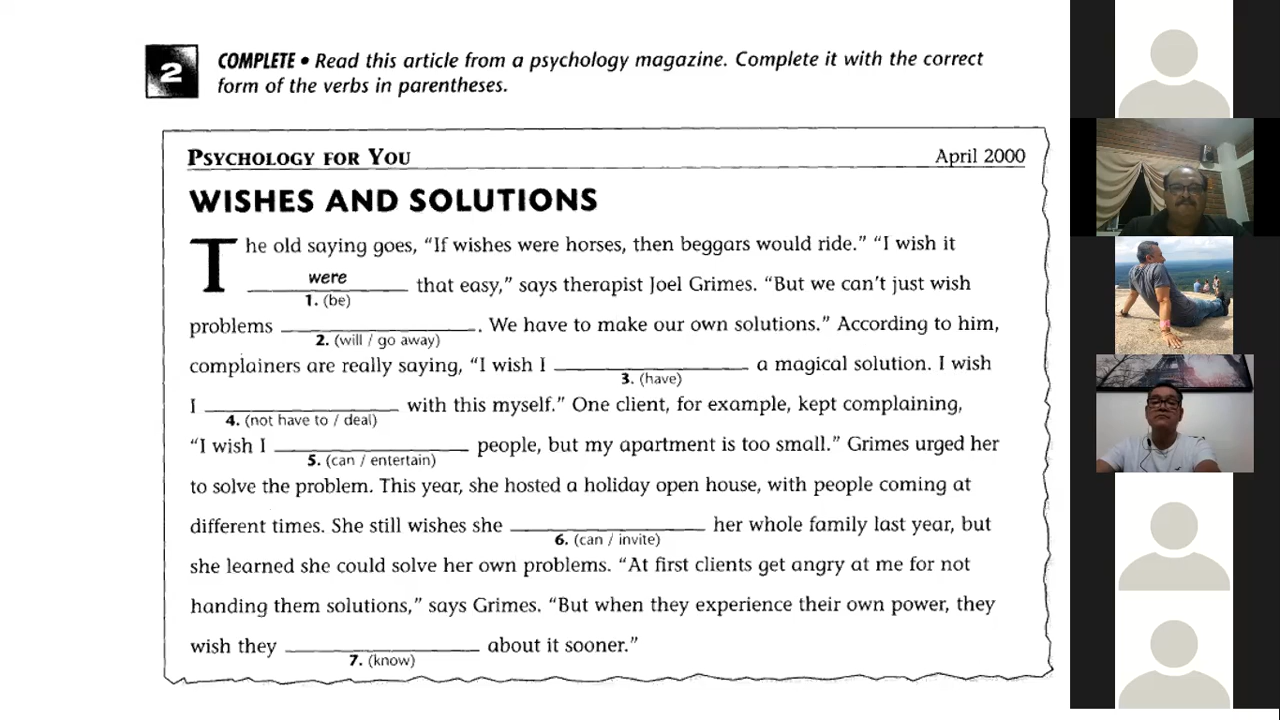 2
COMPLETE • Read this article from a psychology magazine. Complete it with the correct
form of the verbs in parentheses.
PSYCHOLOGY FOR YOU April 2000
WISHES AND SOLUTIONS
The old saying goes, “If wishes were horses, then beggars would ride.” “I wish it
were that easy,” says therapist Joel Grimes. “But we can’t just wish
1. (be)
problems ____________. We have to make our own solutions.” According to him,
2. (will / go away)
complainers are really saying, “I wish I ____________ a magical solution. I wish
3. (have)
I ____________ with this myself.” One client, for example, kept complaining,
4. (not have to / deal)
“I wish I ____________ people, but my apartment is too small.” Grimes urged her
5. (can / entertain)
to solve the problem. This year, she hosted a holiday open house, with people coming at
different times. She still wishes she ____________ her whole family last year, but
6. (can / invite)
she learned she could solve her own problems. “At first clients get angry at me for not
handing them solutions,” says Grimes. “But when they experience their own power, they
wish they ____________ about it sooner.”
7. (know)